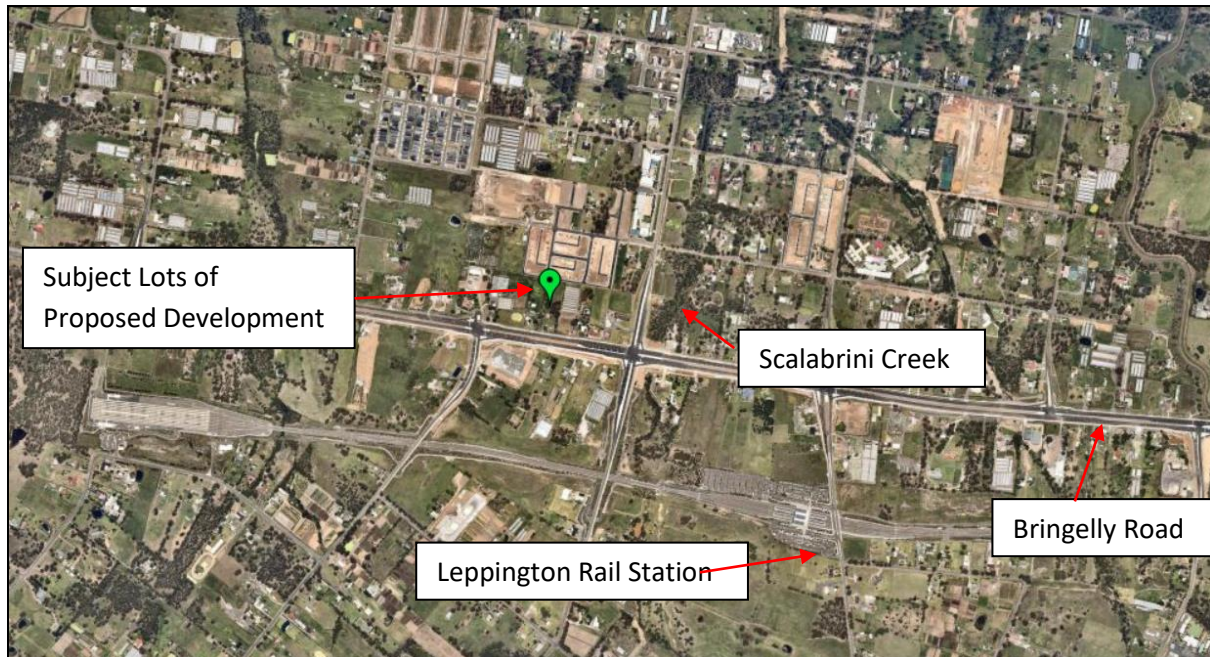 Subject Lots of
Proposed Development
Scalabrini Creek
Bringelly Road
Leppington Rail Station